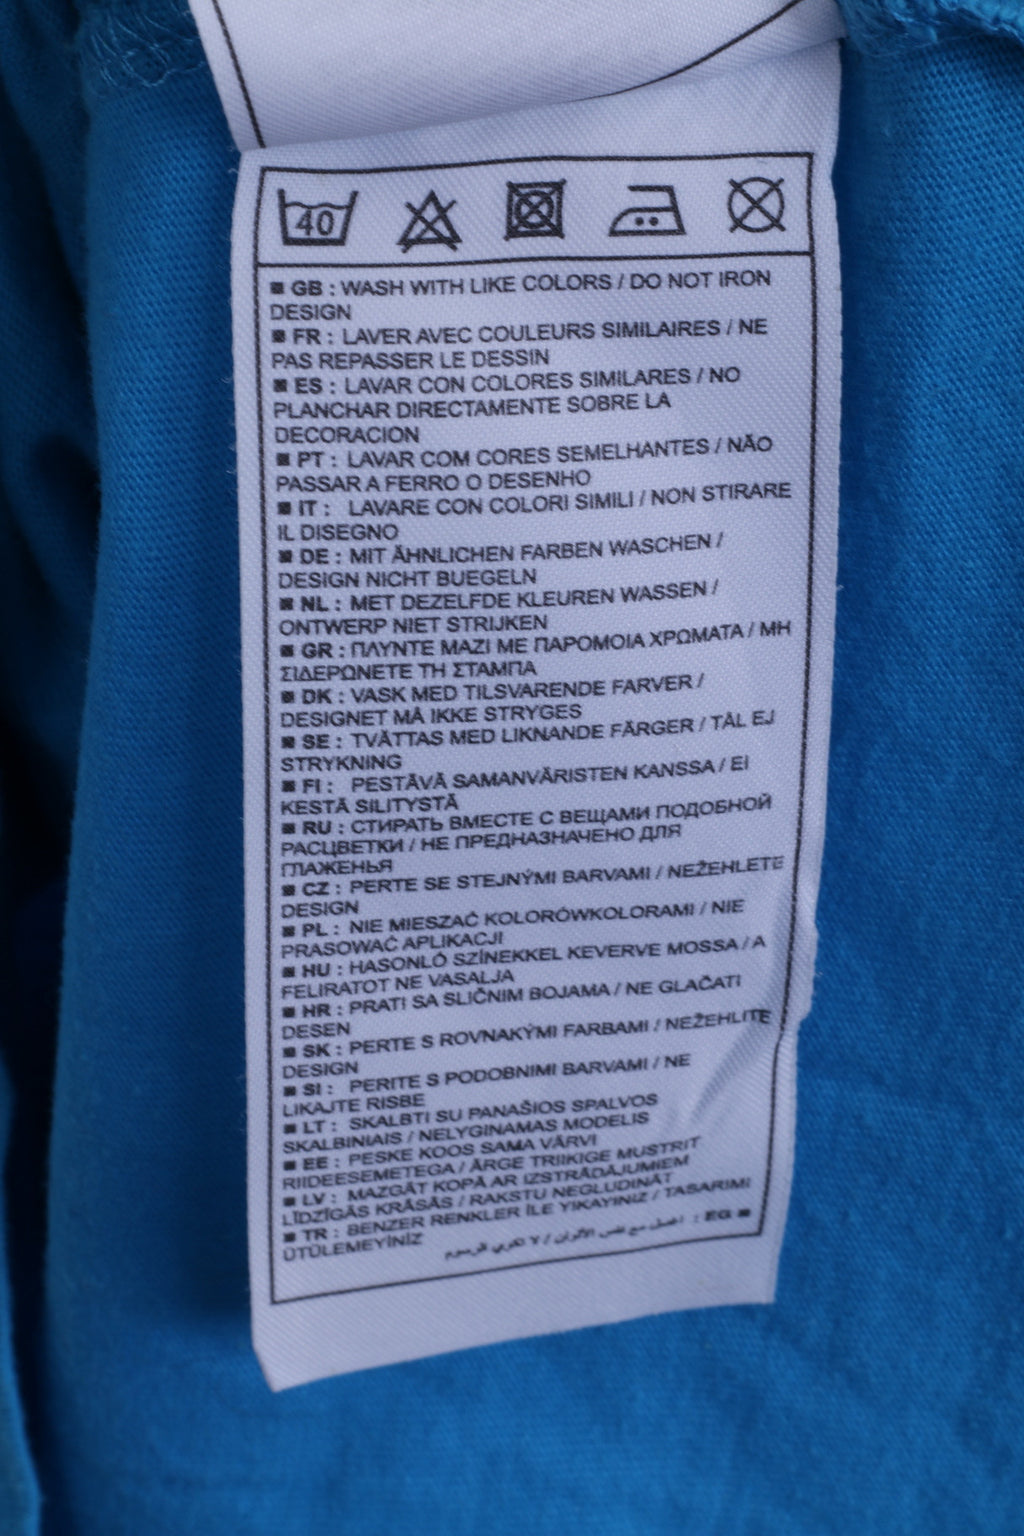 40
■ GB : WASH WITH LIKE COLORS / DO NOT IRON
DESIGN
■ FR : LAVER AVEC COULEURS SIMILAIRES / NE
PAS REPASSER LE DESSIN
■ ES : LAVAR CON COLORES SIMILARES / NO
PLANCHAR DIRECTAMENTE SOBRE LA
DECORACION
■ PT : LAVAR COM CORES SEMELHANTES / NÃO
PASSAR A FERRO O DESENHO
■ IT : LAVARE CON COLORI SIMILI / NON STIRARE
IL DISEGNO
■ DE : MIT ÄHNLICHEN FARBEN WASCHEN /
DESIGN NICHT BUEGELN
■ NL : MET DEZELFDE KLEUREN WASSEN /
ONTWERP NIET STRIJKEN
■ GR : ΠΛΥΝΤΕ ΜΑΖΙ ΜΕ ΠΑΡΟΜΟΙΑ ΧΡΩΜΑΤΑ / ΜΗ
ΣΙΔΕΡΩΝΕΤΕ ΤΗ ΣΤΑΜΠΑ
■ DK : VASK MED TILSVARENDE FARVER /
DESIGNET MÅ IKKE STRYGES
■ SE : TVÄTTAS MED LIKNANDE FÄRGER / TÅL EJ
STRYKNING
■ FI : PESTÄVÄ SAMANVÄRISTEN KANSSA / EI
KESTÄ SILITYSTÄ
■ RU : СТИРАТЬ ВМЕСТЕ С ВЕЩАМИ ПОДОБНОЙ
РАСЦВЕТКИ / НЕ ПРЕДНАЗНАЧЕНО ДЛЯ
ГЛАЖЕНЬЯ
■ CZ : PERTE SE STEJNÝMI BARVAMI / NEŽEHLETE
DESIGN
■ PL : NIE MIESZAĆ KOLORÓWKOLORAMI / NIE
PRASOWAĆ APLIKACJI
■ HU : HASONLÓ SZÍNEKKEL KEVERVE MOSSA / A
FELIRATOT NE VASALJA
■ HR : PRATI SA SLIČNIM BOJAMA / NE GLAČATI
DESEN
■ SK : PERTE S ROVNAKÝMI FARBAMI / NEŽEHLITE
DESIGN
■ SI : PERITE S PODOBNIMI BARVAMI / NE
LIKAJTE RISBE
■ LT : SKALBTI SU PANAŠIOS SPALVOS
SKALBINIAIS / NELYGINAMAS MODELIS
■ EE : PESKE KOOS SAMA VÄRVI
RIIDEESEMETEGA / ÄRGE TRIIKIGE MUSTRIT
■ LV : MAZGĀT KOPĀ AR IZSTRĀDĀJUMIEM
LĪDZĪGĀS KRĀSĀS / RAKSTU NEGLUDINĀT
■ TR : BENZER RENKLER İLE YIKAYINIZ / TASARIMI
ÜTÜLEMEYİNİZ
■ EG : اغسل مع نفس الألوان / لا تكوي الرسوم